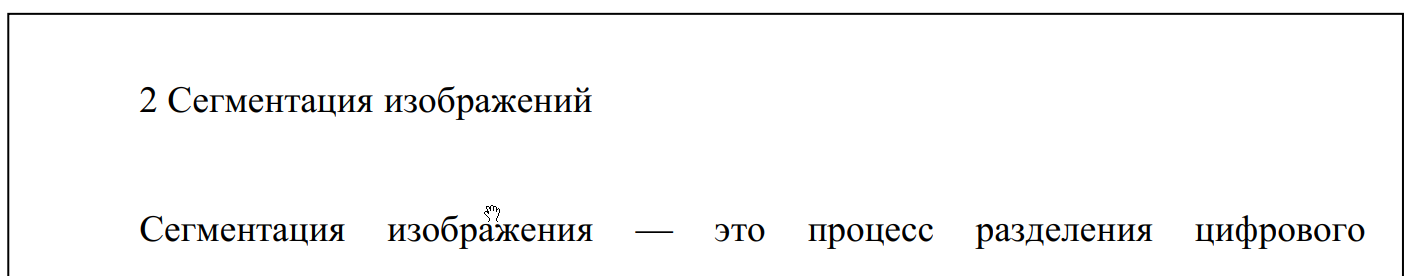 2 Сегментация изображений
Сегментация изображения — это процесс разделения цифрового